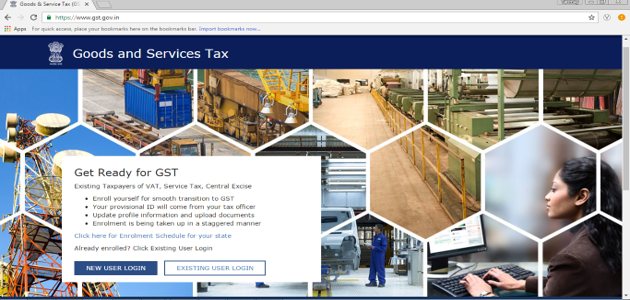 Goods & Service Tax (GS
https://www.gst.gov.in
Apps For quick access, place your bookmarks here on the bookmarks bar. Import bookmarks now...
Goods and Services Tax
Get Ready for GST
Existing Taxpayers of VAT, Service Tax, Central Excise
Enroll yourself for smooth transition to GST
Your provisional ID will come from your tax officer
Update profile information and upload documents
Enrolment is being taken up in a staggered manner
Click here for Enrolment Schedule for your state
Already enrolled? Click Existing User Login
NEW USER LOGIN EXISTING USER LOGIN